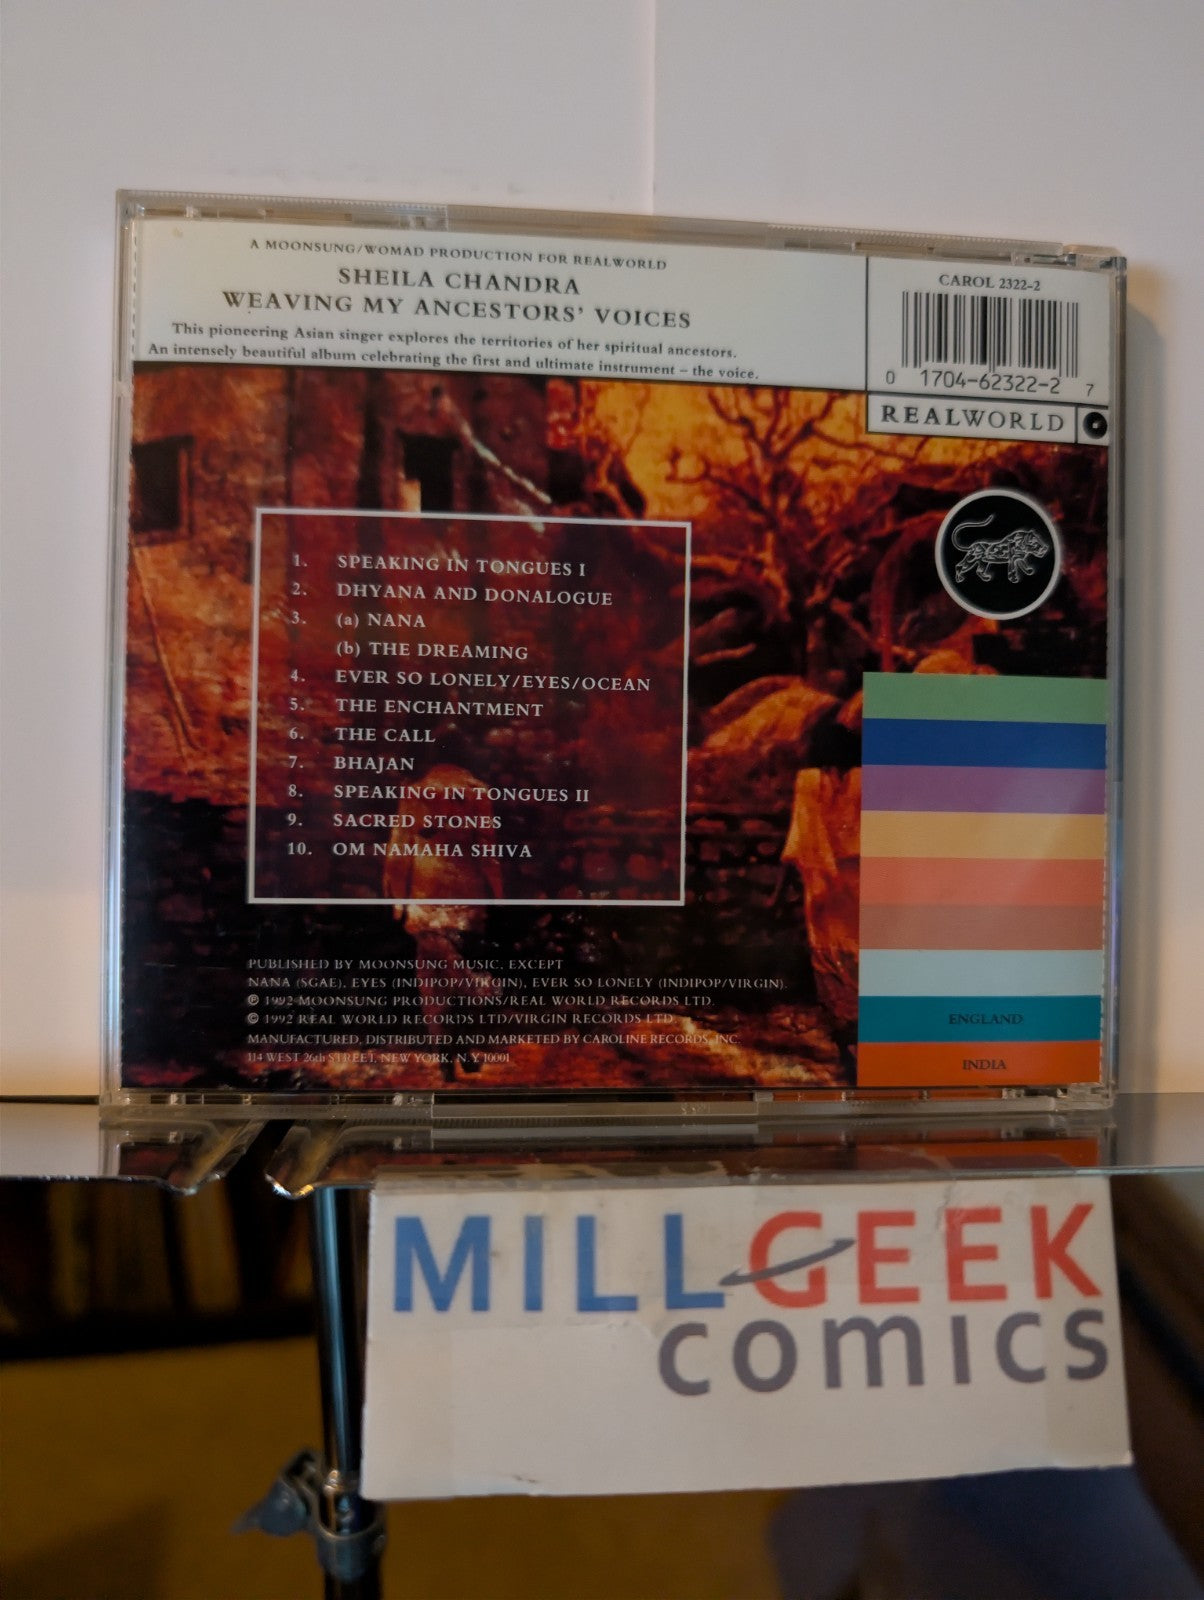 A MOONSUNG/WOMAD PRODUCTION FOR REALWORLD
SHEILA CHANDRA
WEAVING MY ANCESTORS' VOICES
This pioneering Asian singer explores the territories of her spiritual ancestors.
An intensely beautiful album celebrating the first and ultimate instrument – the voice.
CAROL 2322-2
0 1704-62322-2 7
REALWORLD
1. SPEAKING IN TONGUES I
2. DHYANA AND DONALOGUE
3. (a) NANA
(b) THE DREAMING
4. EVER SO LONELY/EYES/OCEAN
5. THE ENCHANTMENT
6. THE CALL
7. BHAJAN
8. SPEAKING IN TONGUES II
9. SACRED STONES
10. OM NAMAHA SHIVA
PUBLISHED BY MOONSUNG MUSIC, EXCEPT
NANA (SGAE), EYES (INDIPOP/VIRGIN), EVER SO LONELY (INDIPOP/VIRGIN).
℗ 1992 MOONSUNG PRODUCTIONS/REAL WORLD RECORDS LTD.
© 1992 REAL WORLD RECORDS LTD/VIRGIN RECORDS LTD.
MANUFACTURED, DISTRIBUTED AND MARKETED BY CAROLINE RECORDS, INC.
114 WEST 26th STREET, NEW YORK, N.Y 10001
ENGLAND
INDIA
MILLGEEK
comics